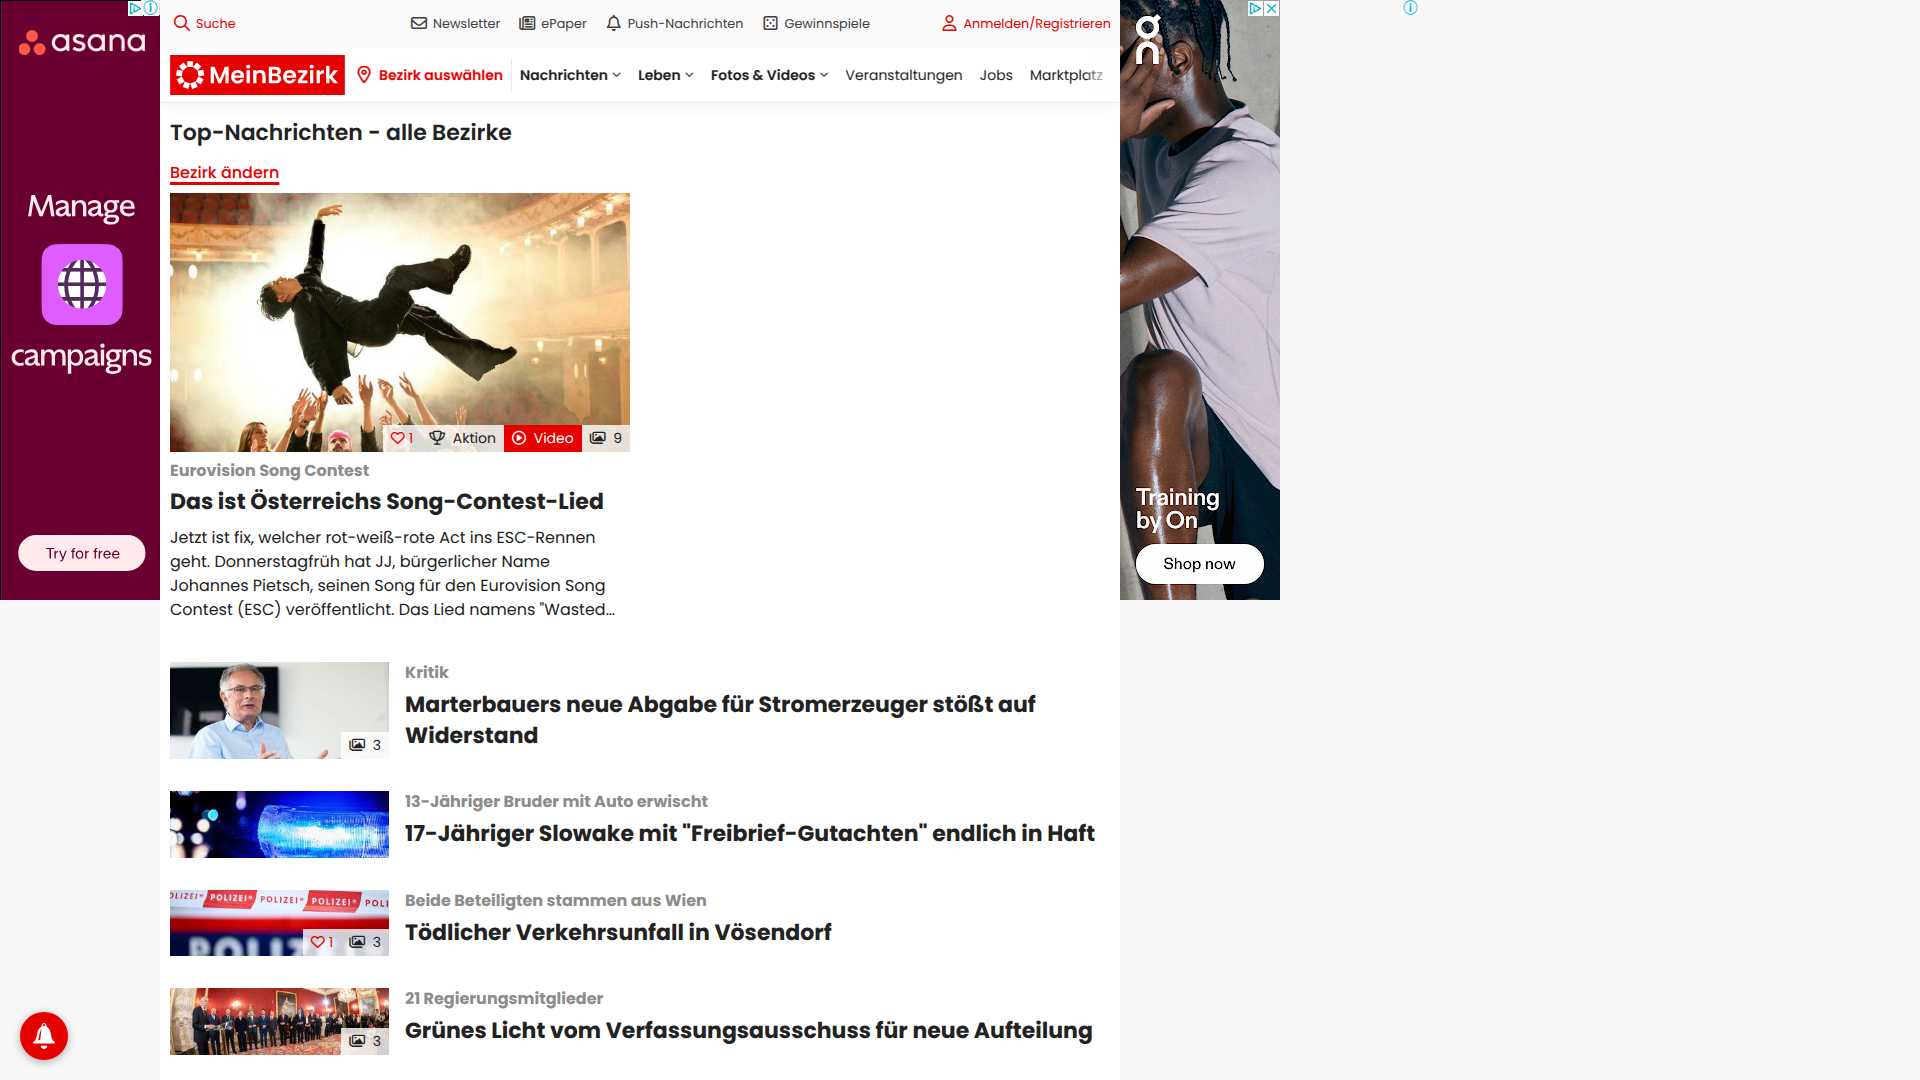 Suche
Newsletter
ePaper
Push-Nachrichten
Gewinnspiele
Anmelden/Registrieren
MeinBezirk
Bezirk auswählen
Nachrichten
Leben
Fotos & Videos
Veranstaltungen
Jobs
Marktplatz
asana
Manage
campaigns
Try for free
Top-Nachrichten - alle Bezirke
Bezirk ändern
1
Aktion
Video
9
Eurovision Song Contest
Das ist Österreichs Song-Contest-Lied
Jetzt ist fix, welcher rot-weiß-rote Act ins ESC-Rennen
geht. Donnerstagfrüh hat JJ, bürgerlicher Name
Johannes Pietsch, seinen Song für den Eurovision Song
Contest (ESC) veröffentlicht. Das Lied namens "Wasted...
3
Kritik
Marterbauers neue Abgabe für Stromerzeuger stößt auf
Widerstand
13-Jähriger Bruder mit Auto erwischt
17-Jähriger Slowake mit "Freibrief-Gutachten" endlich in Haft
POLIZEI POLIZEI POLIZEI
POLIZEI
1
3
Beide Beteiligten stammen aus Wien
Tödlicher Verkehrsunfall in Vösendorf
3
21 Regierungsmitglieder
Grünes Licht vom Verfassungsausschuss für neue Aufteilung
on
Training
by On
Shop now